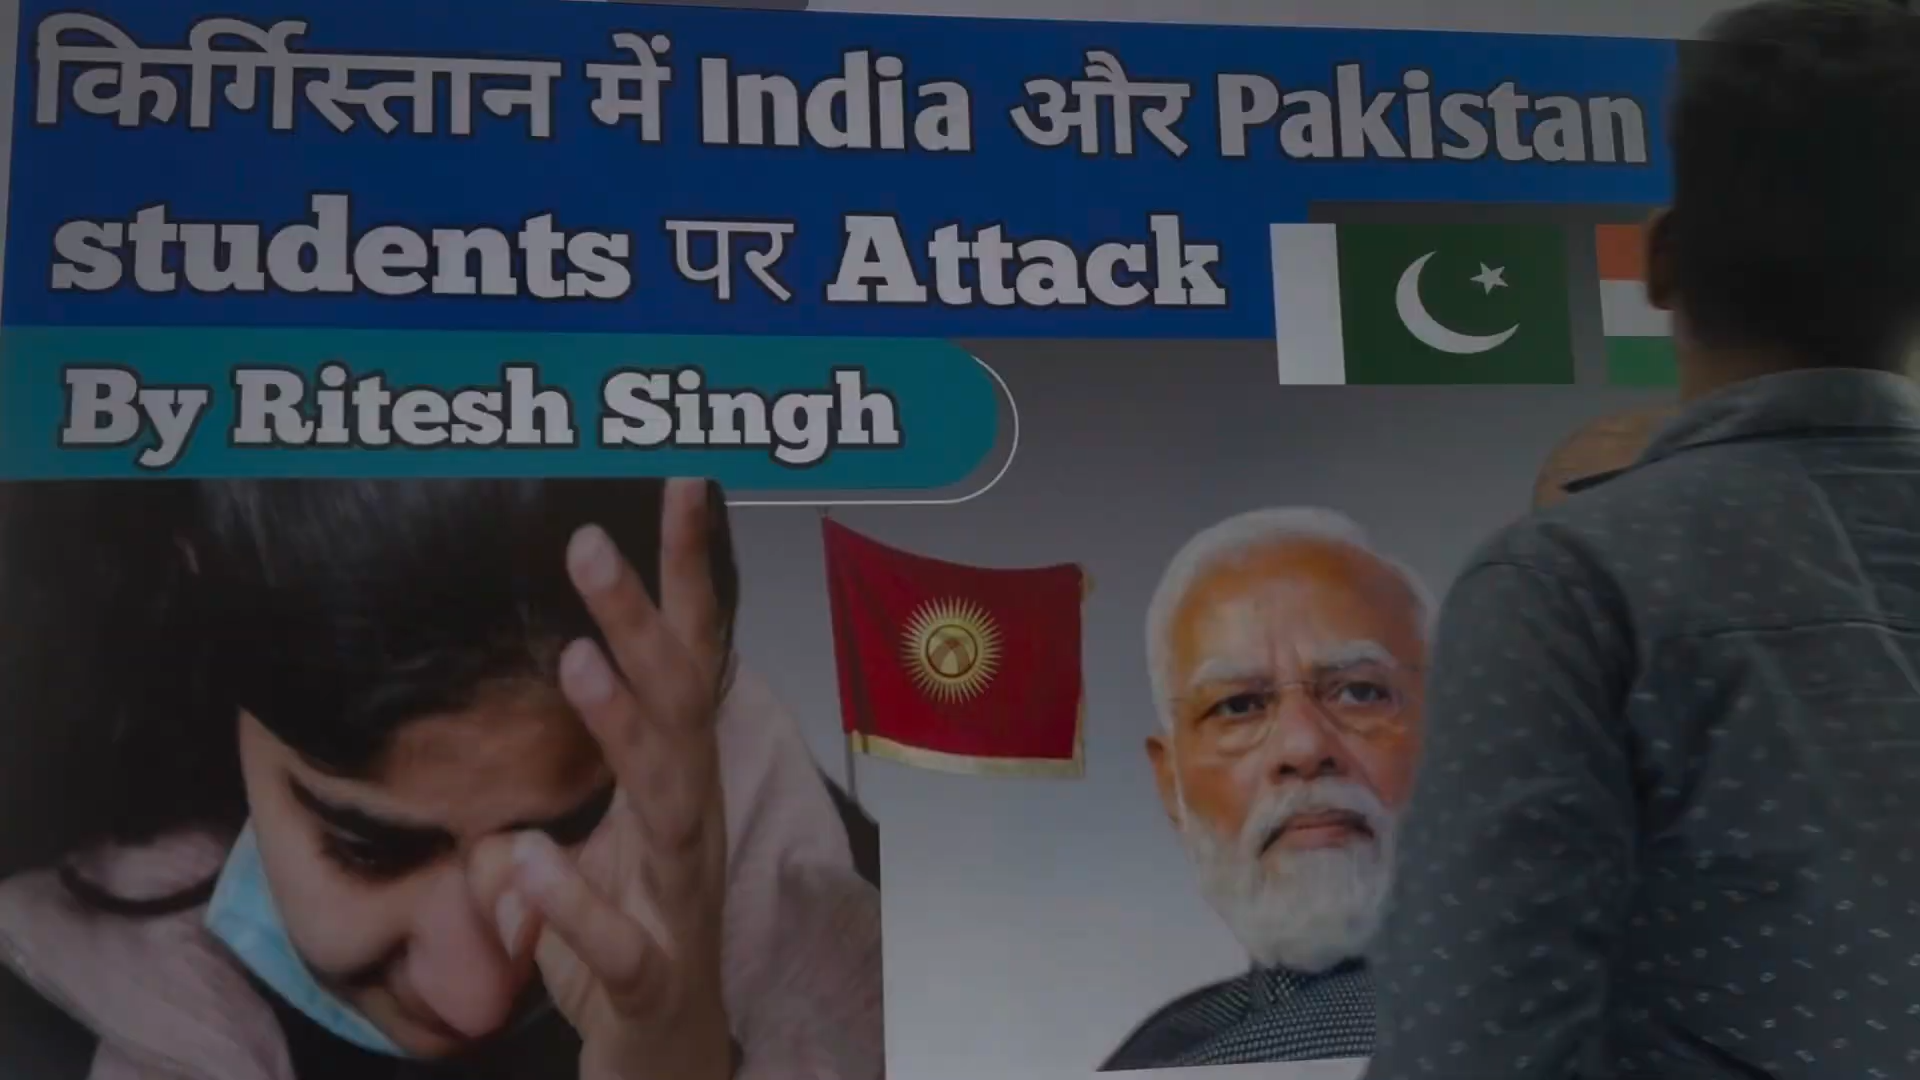 किर्गिस्तान में India और Pakistan
students पर Attack
By Ritesh Singh